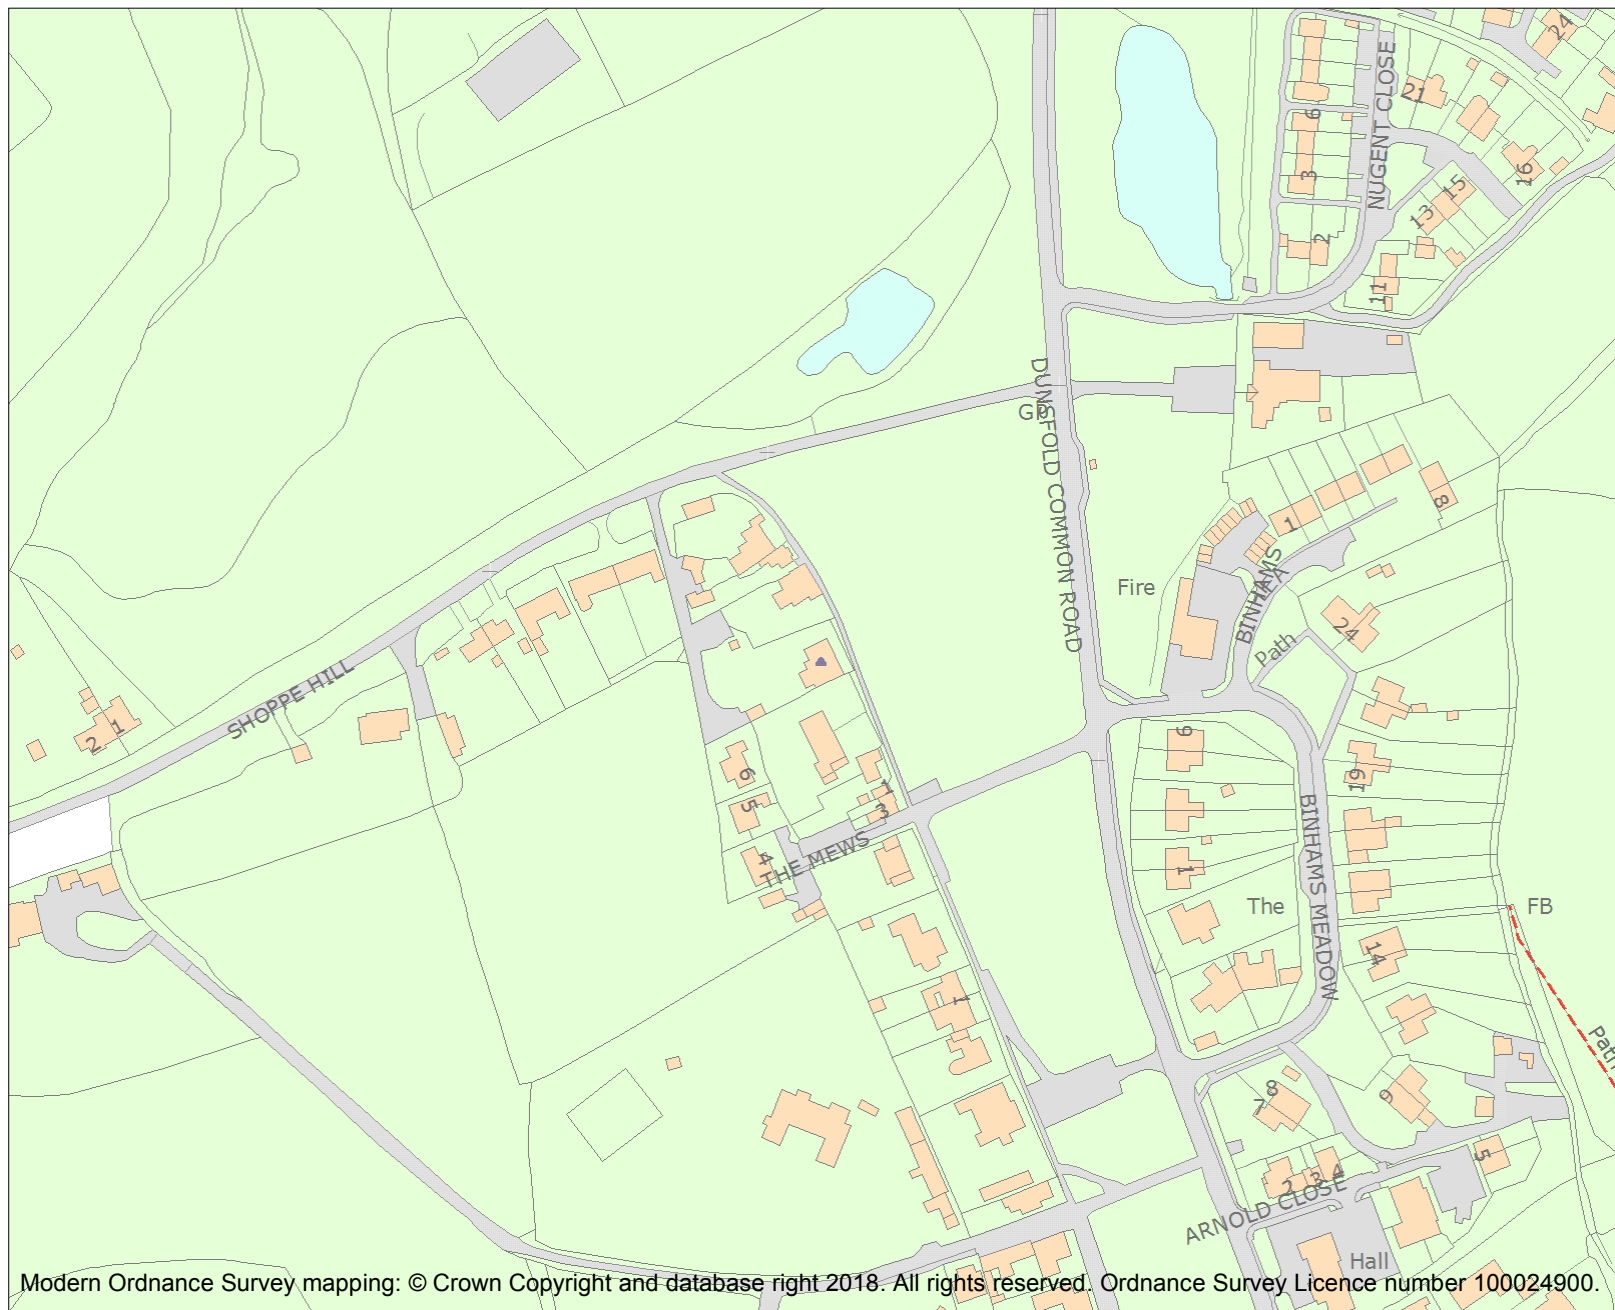 24
NUGENT CLOSE
21
6
3
16
15
13
2
11
DUNSFOLD COMMON ROAD
GP
8
1
BINHAMS
LEA
Fire
BINHAMS
24
Path
SHOPPE HILL
1
2
9
19
6
5
1
3
4
THE MEWS
1
BINHAMS MEADOW
The
FB
14
1
Path
8
7
9
5
2
3
4
ARNOLD CLOSE
Hall
Modern Ordnance Survey mapping: © Crown Copyright and database right 2018. All rights reserved. Ordnance Survey Licence number 100024900.